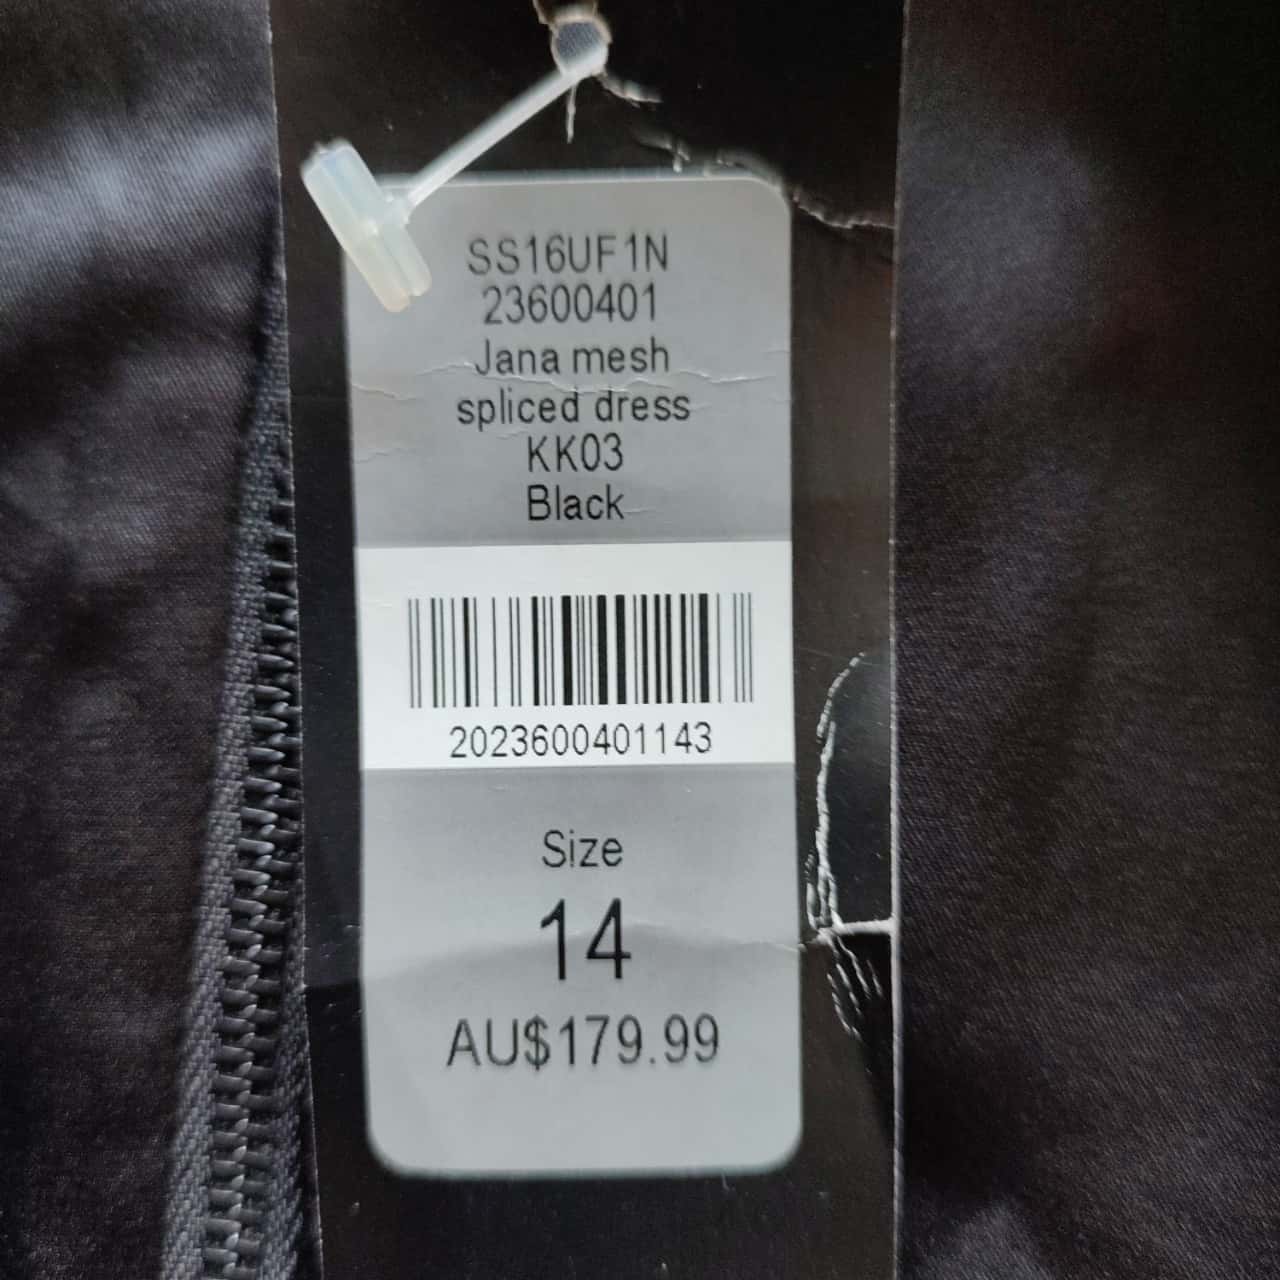 SS16UF1N
23600401
Jana mesh
spliced dress
KK03
Black
2023600401143
Size
14
AU$179.99